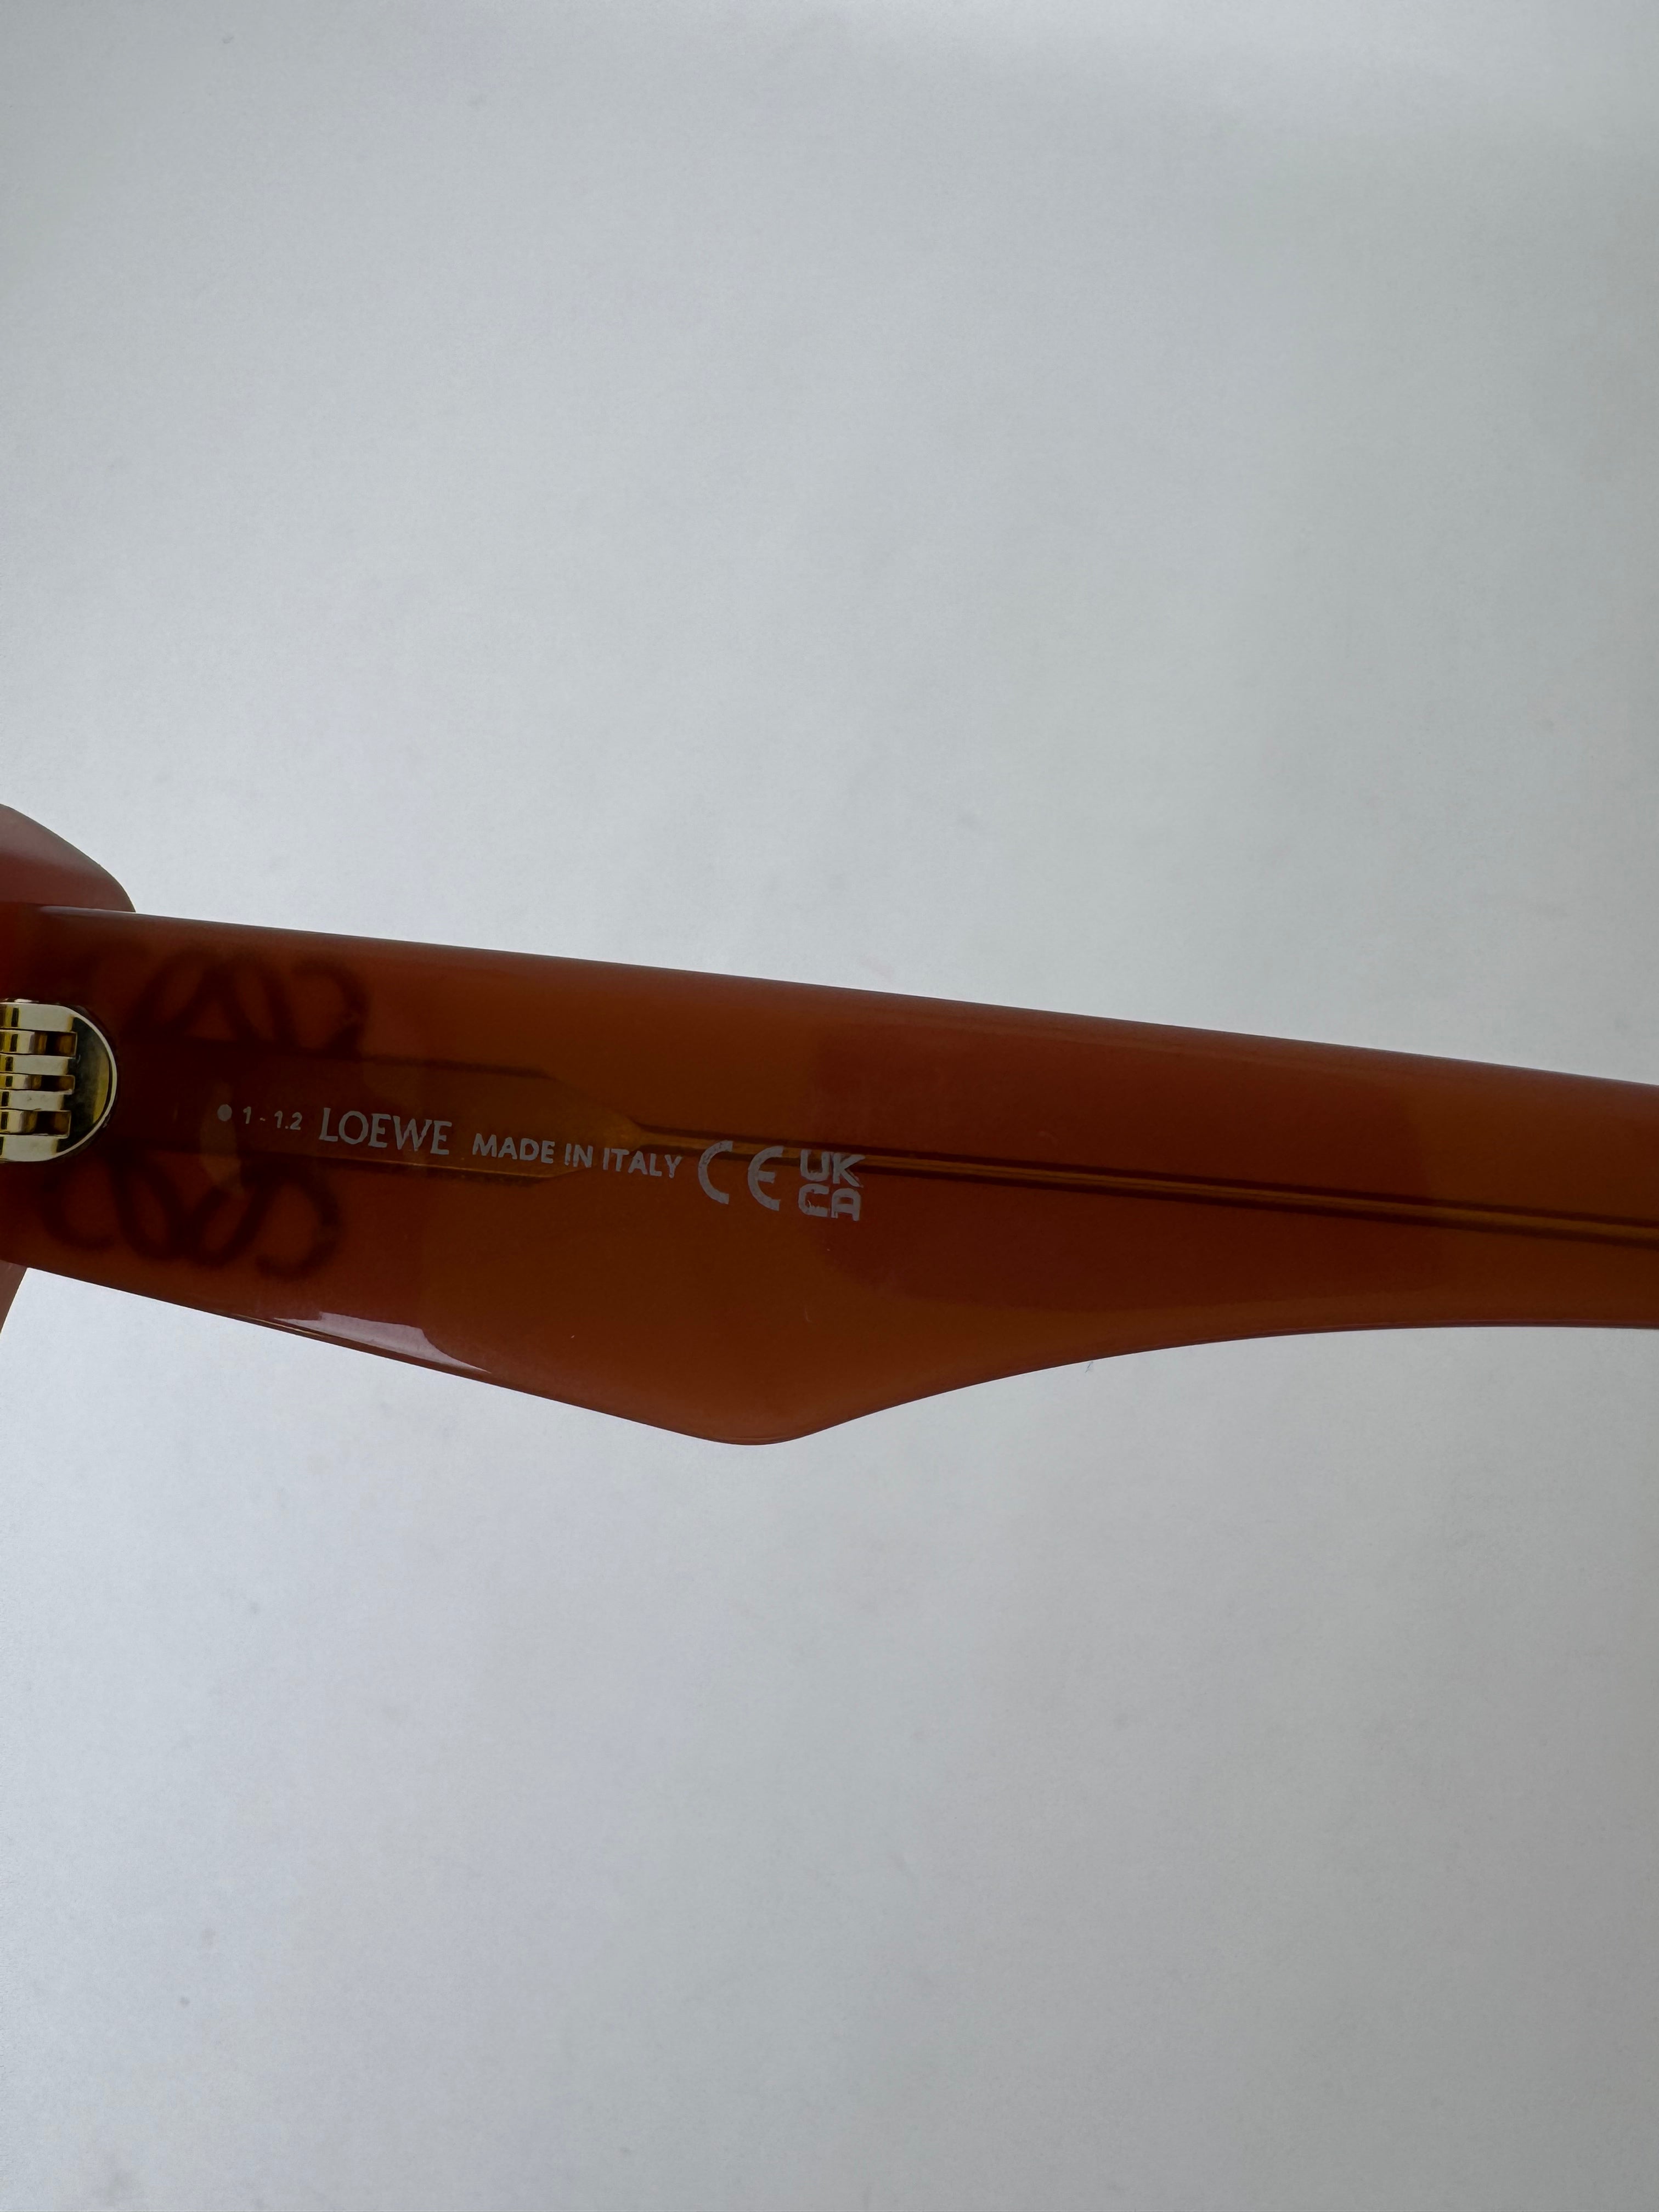 1 - 1.2 LOEWE MADE IN ITALY CE UK
CA